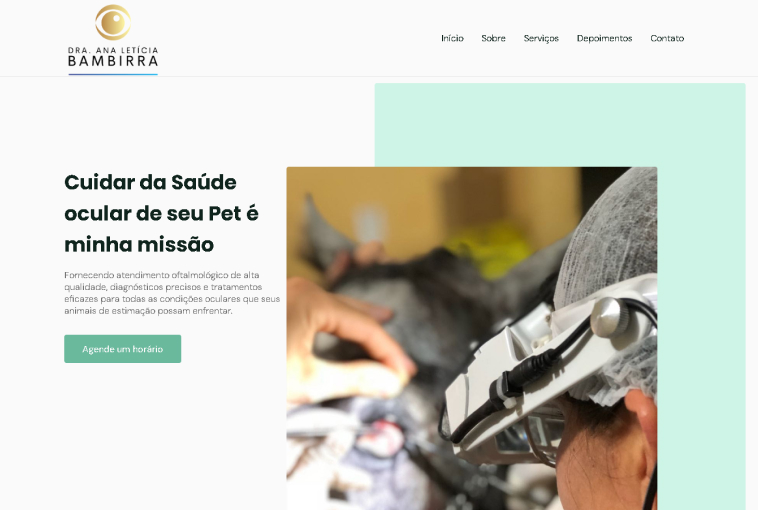 DRA. ANA LETÍCIA
BAMBIRRA
Início
Sobre
Serviços
Depoimentos
Contato
Cuidar da Saúde
ocular de seu Pet é
minha missão
Fornecendo atendimento oftalmológico de alta
qualidade, diagnósticos precisos e tratamentos
eficazes para todas as condições oculares que seus
animais de estimação possam enfrentar.
Agende um horário